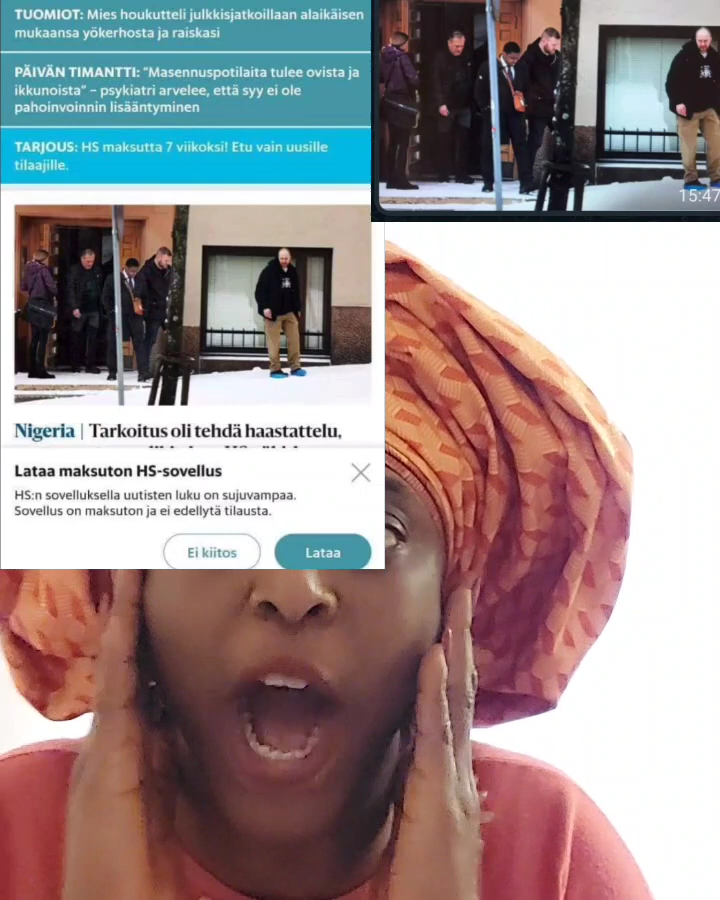 TUOMIOT: Mies houkutteli julkkisjatkoillaan alaikäisen
mukaansa yökerhosta ja raiskasi
PÄIVÄN TIMANTTI: "Masennuspotilaita tulee ovista ja
ikkunoista" – psykiatri arvelee, että syy ei ole
pahoinvoinnin lisääntyminen
TARJOUS: HS maksutta 7 viikoksi! Etu vain uusille
tilaajille.
15:47
Nigeria | Tarkoitus oli tehdä haastattelu,
Lataa maksuton HS-sovellus
HS:n sovelluksella uutisten luku on sujuvampaa.
Sovellus on maksuton ja ei edellytä tilausta.
Ei kiitos
Lataa